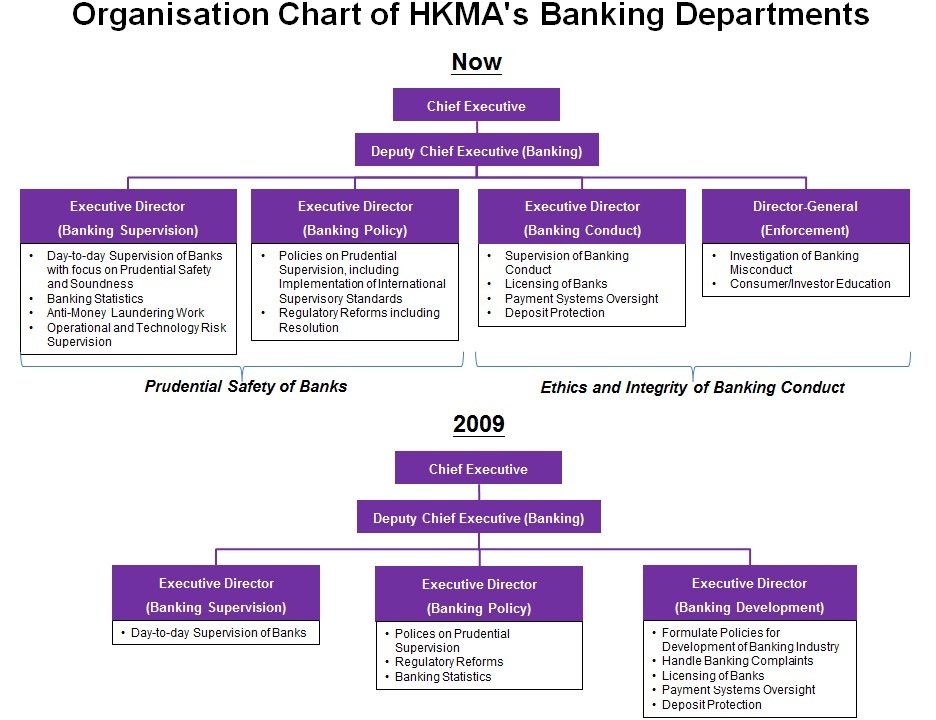 Organisation Chart of HKMA's Banking Departments
Now
Chief Executive
Deputy Chief Executive (Banking)
Executive Director
(Banking Supervision)
• Day-to-day Supervision of Banks
with focus on Prudential Safety
and Soundness
• Banking Statistics
• Anti-Money Laundering Work
• Operational and Technology Risk
Supervision
Executive Director
(Banking Policy)
• Policies on Prudential
Supervision, including
Implementation of International
Supervisory Standards
• Regulatory Reforms including
Resolution
Executive Director
(Banking Conduct)
• Supervision of Banking
Conduct
• Licensing of Banks
• Payment Systems Oversight
• Deposit Protection
Director-General
(Enforcement)
• Investigation of Banking
Misconduct
• Consumer/Investor Education
Prudential Safety of Banks
Ethics and Integrity of Banking Conduct
2009
Chief Executive
Deputy Chief Executive (Banking)
Executive Director
(Banking Supervision)
• Day-to-day Supervision of Banks
Executive Director
(Banking Policy)
• Polices on Prudential
Supervision
• Regulatory Reforms
• Banking Statistics
Executive Director
(Banking Development)
• Formulate Policies for
Development of Banking Industry
• Handle Banking Complaints
• Licensing of Banks
• Payment Systems Oversight
• Deposit Protection